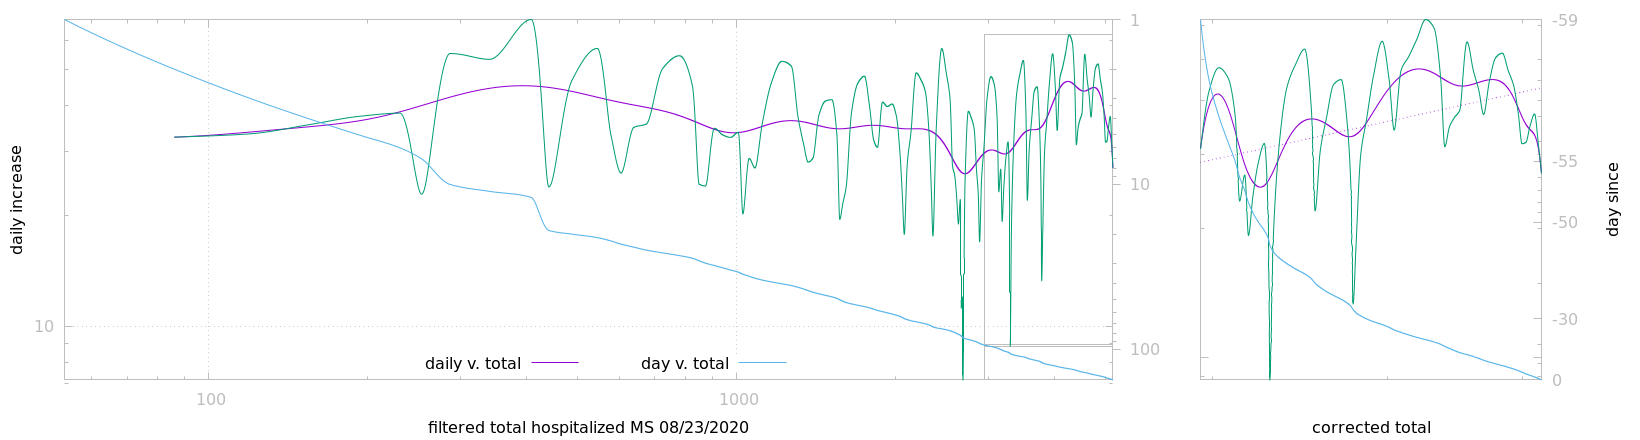 daily increase
10
daily v. total
day v. total
100
1000
filtered total hospitalized MS 08/23/2020
1
10
100
-59
-55
-50
-30
0
day since
corrected total